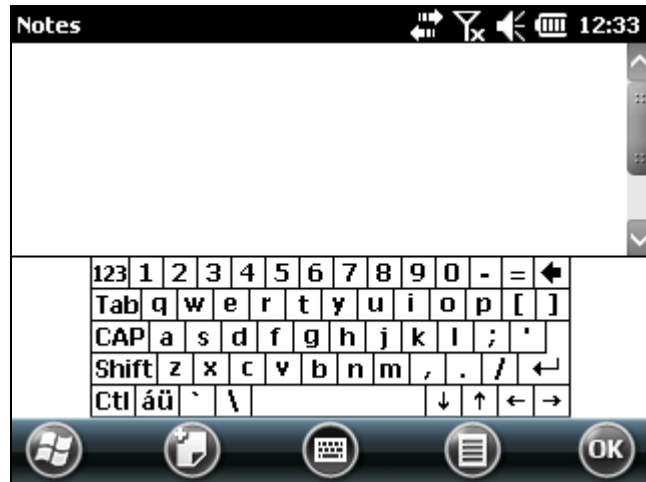 Notes 12:33
123 1 2 3 4 5 6 7 8 9 0 - = 🡄
Tab q w e r t y u i o p [ ]
CAP a s d f g h j k l ; '
Shift z x c v b n m , . / ↵
Ctl áü ` \ ↓ ↑ ← →
OK